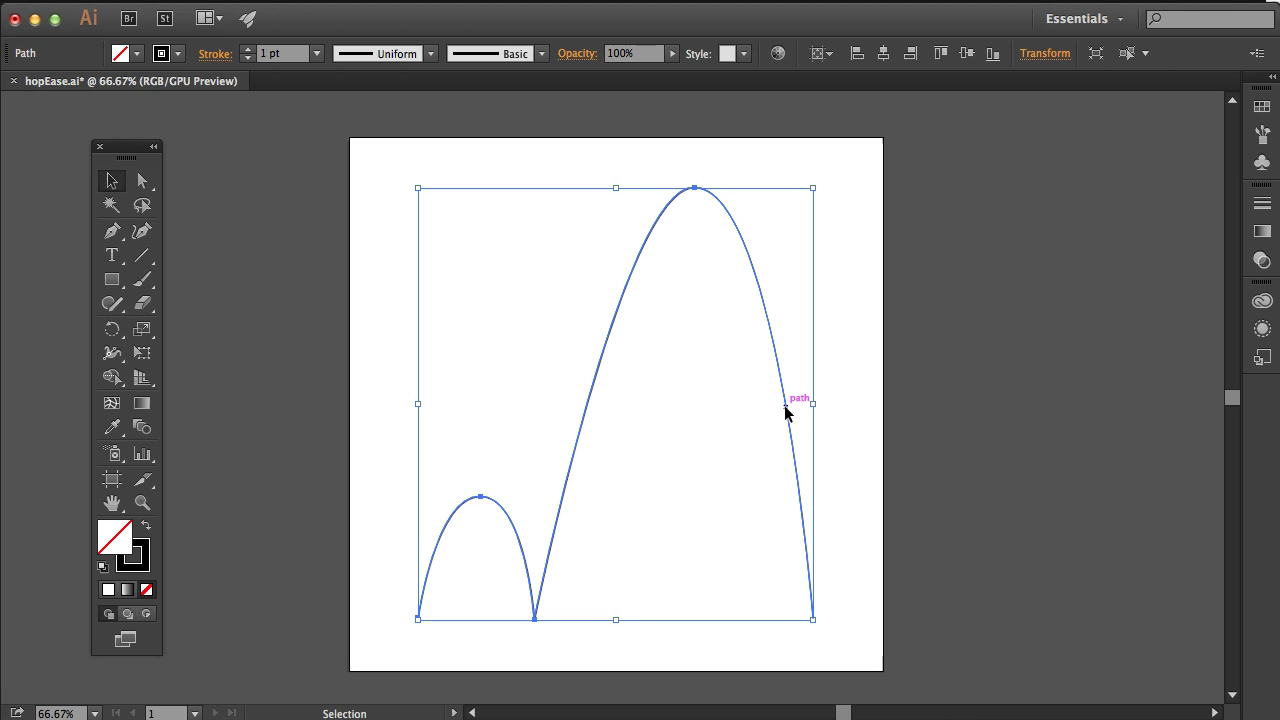 Ai Br St Essentials
Path Stroke: 1 pt Uniform Basic Opacity: 100% Style: Transform
× hopEase.ai* @ 66.67% (RGB/GPU Preview)
path
T
66.67% 1 Selection